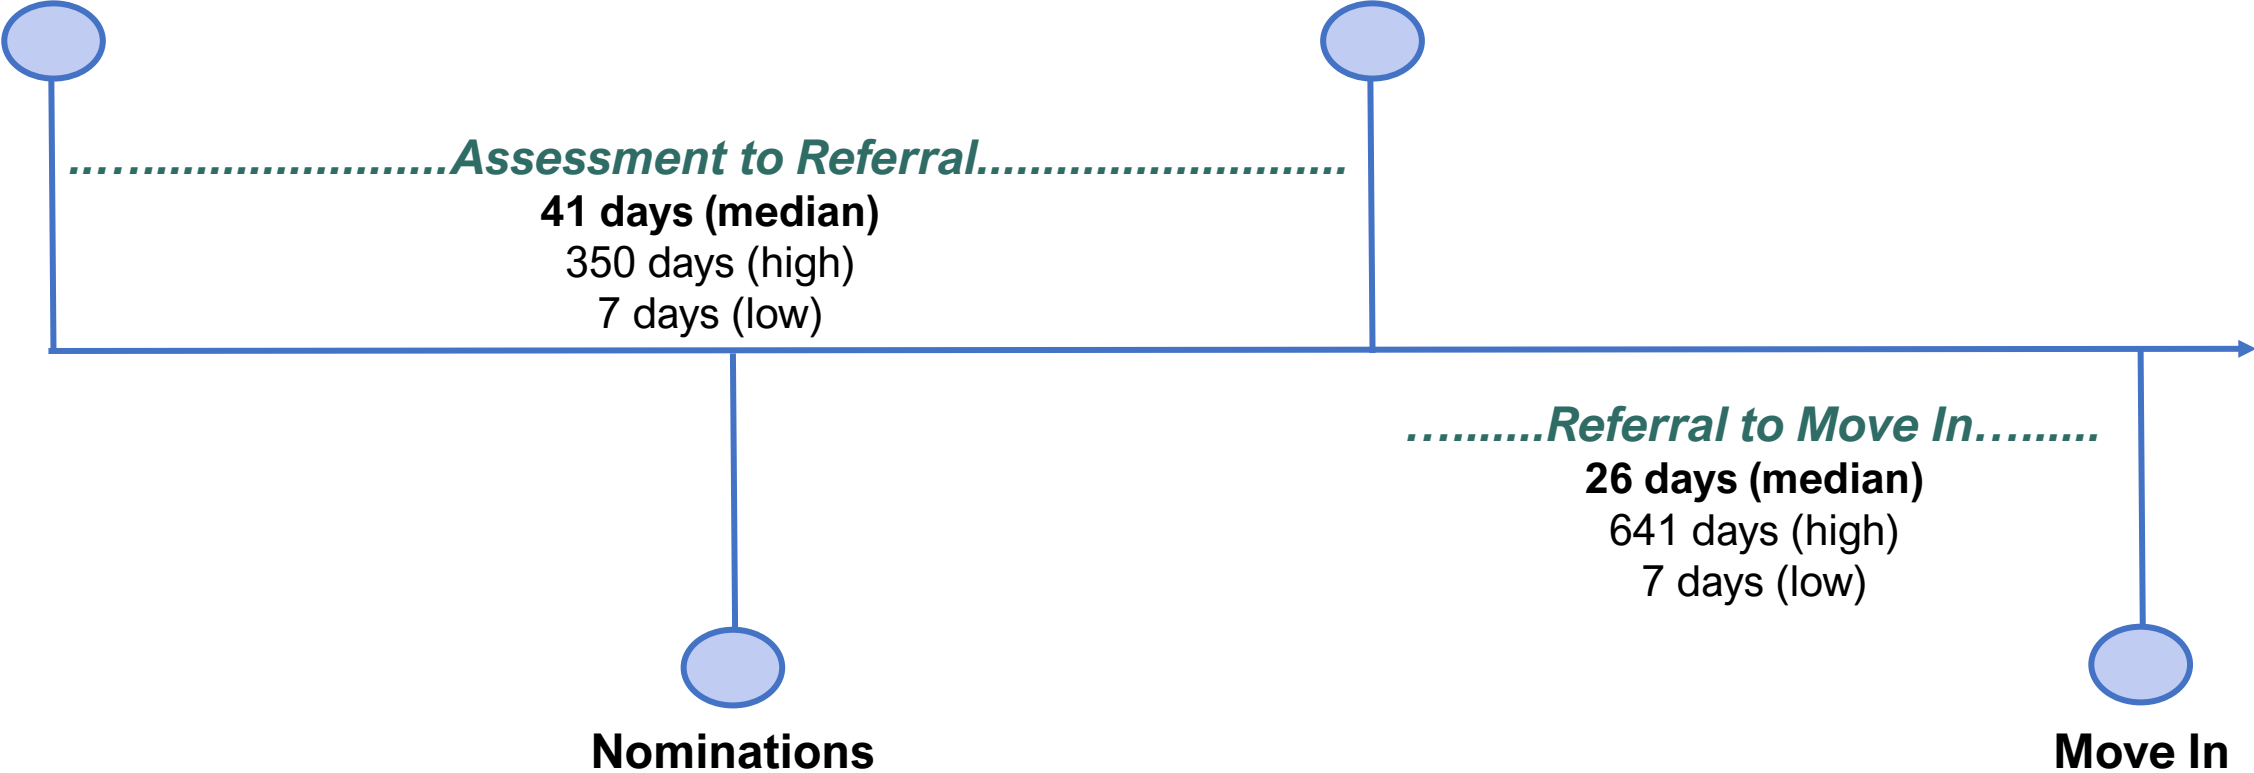 ........................Assessment to Referral............................
41 days (median)
350 days (high)
7 days (low)
..........Referral to Move In.........
26 days (median)
641 days (high)
7 days (low)
Nominations
Move In